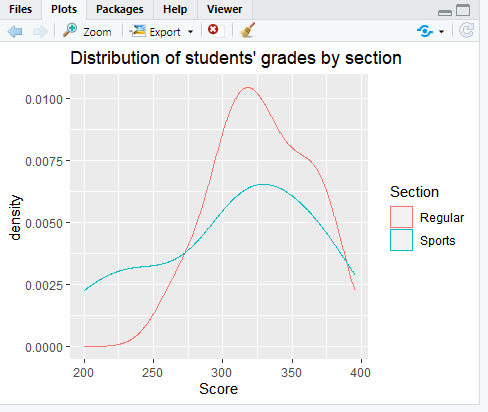 Files Plots Packages Help Viewer
Zoom Export
Distribution of students' grades by section
0.0100
0.0075
0.0050
0.0025
0.0000
density
200 250 300 350 400
Score
Section
Regular
Sports